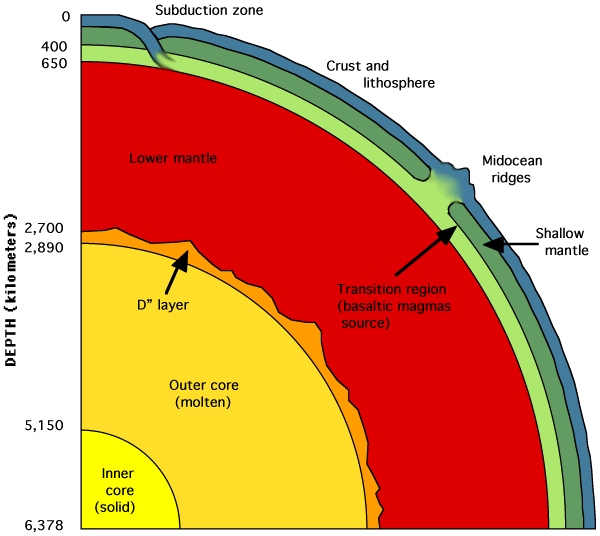 Subduction zone
0
400
650
Crust and
lithosphere
Lower mantle
Midocean
ridges
2,700
2,890
Shallow
mantle
D” layer
Transition region
(basaltic magmas
source)
DEPTH (kilometers)
Outer core
(molten)
5,150
Inner
core
(solid)
6,378